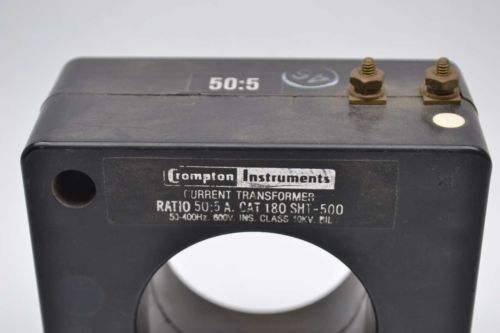 50:5
45
Crompton Instruments
CURRENT TRANSFORMER
RATIO 50:5 A. CAT 180 SHT-500
50-400Hz. 600V. INS. CLASS 10KV. BIL